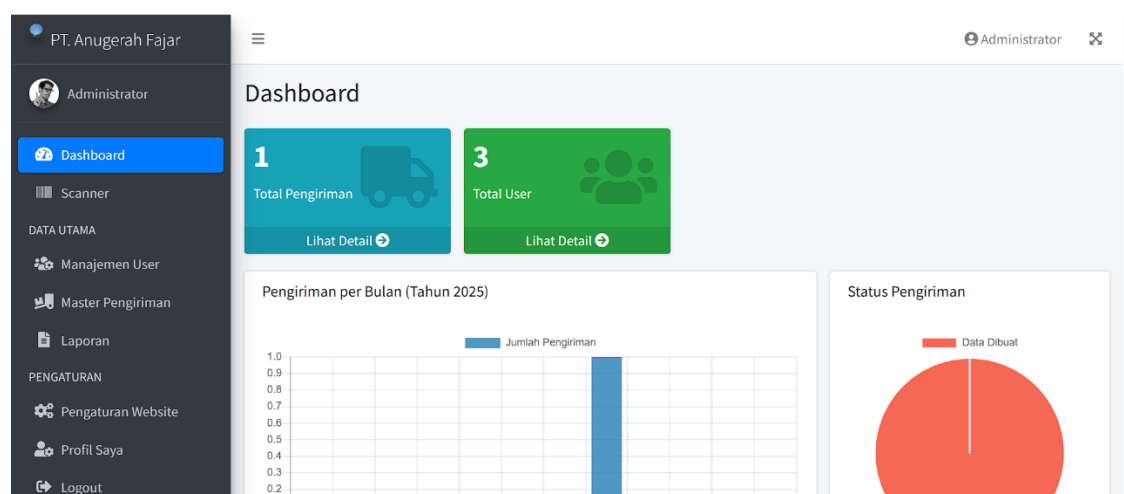 PT. Anugerah Fajar
Administrator
Dashboard
Scanner
DATA UTAMA
Manajemen User
Master Pengiriman
Laporan
PENGATURAN
Pengaturan Website
Profil Saya
Logout
Administrator
Dashboard
1
Total Pengiriman
Lihat Detail
3
Total User
Lihat Detail
Pengiriman per Bulan (Tahun 2025)
Jumlah Pengiriman
1.0
0.9
0.8
0.7
0.6
0.5
0.4
0.3
0.2
Status Pengiriman
Data Dibuat